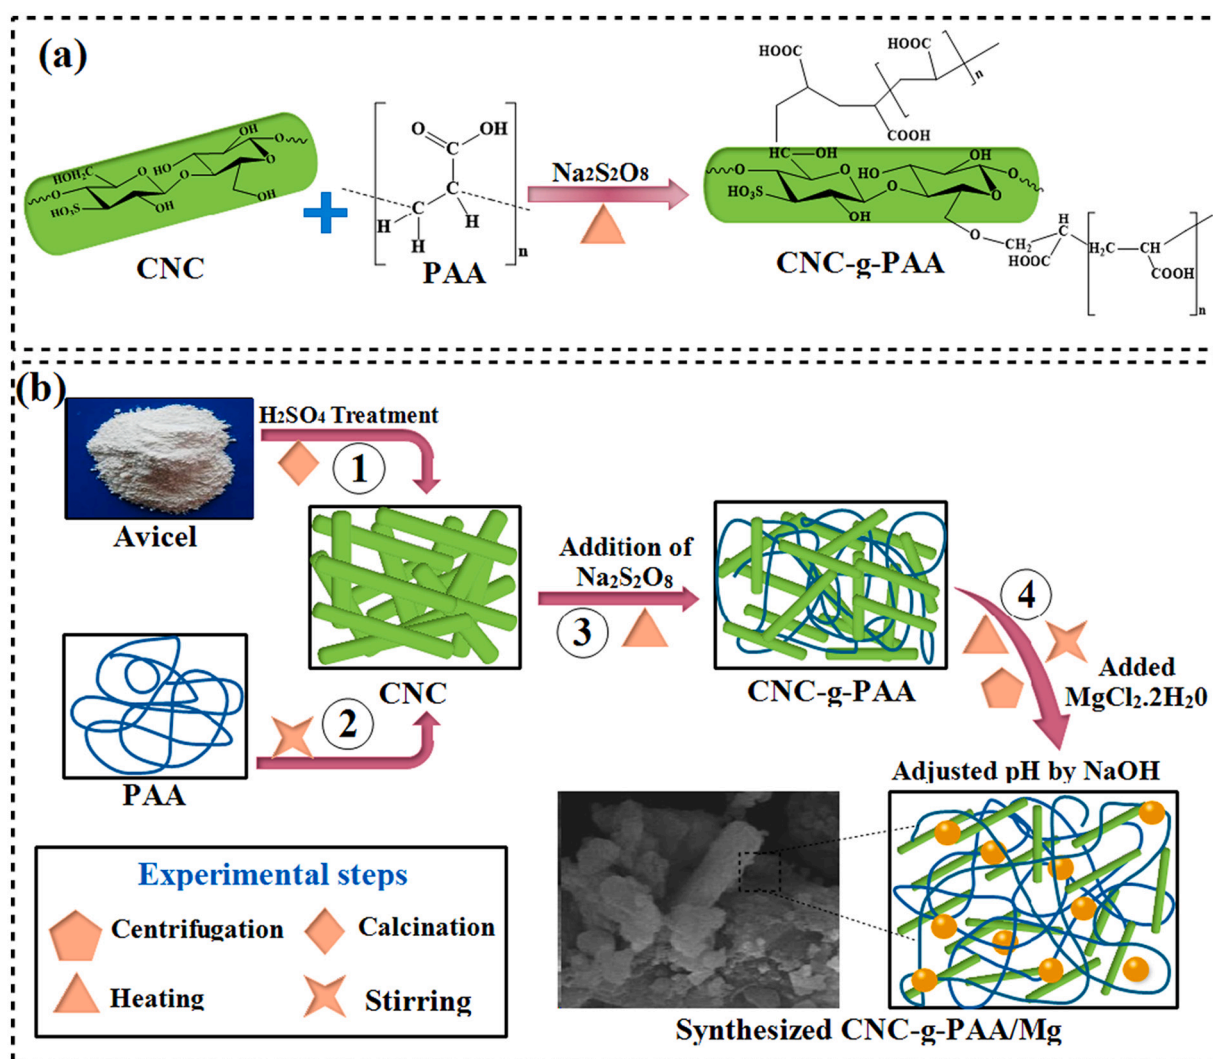 (a)
HOOC
HOOC
n
COOH
OH
O
HOH₂C
O
HO
O
O
HO₃S
OH
OH
CNC
O
OH
C
C
H
C
H
H
n
PAA
Na2S2O8
HC
OH
O
HO
OH
O
HO₃S
O
O
OH
CNC-g-PAA
O
CH₂
H
C
HOOC
H₂C
CH
COOH
n
(b)
H2SO4 Treatment
1
Avicel
CNC
PAA
2
Addition of
Na₂S₂O₈
3
CNC-g-PAA
4
Added
MgCl₂.2H₂0
Adjusted pH by NaOH
Experimental steps
Centrifugation
Calcination
Heating
Stirring
Synthesized CNC-g-PAA/Mg